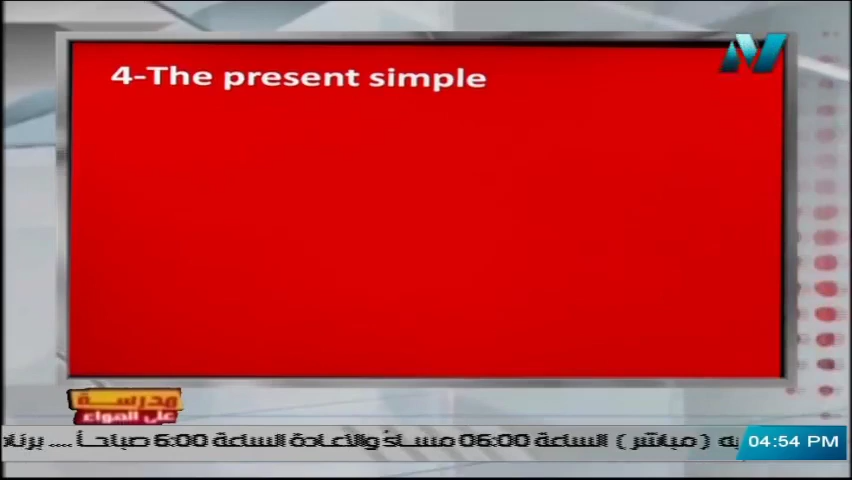 4-The present simple
مدرسة
على الهواء
يه ( مباشر ) الساعة 06:00 مساءً والاعادة الساعة 6:00 صباحاً .... برنا
04:54 PM